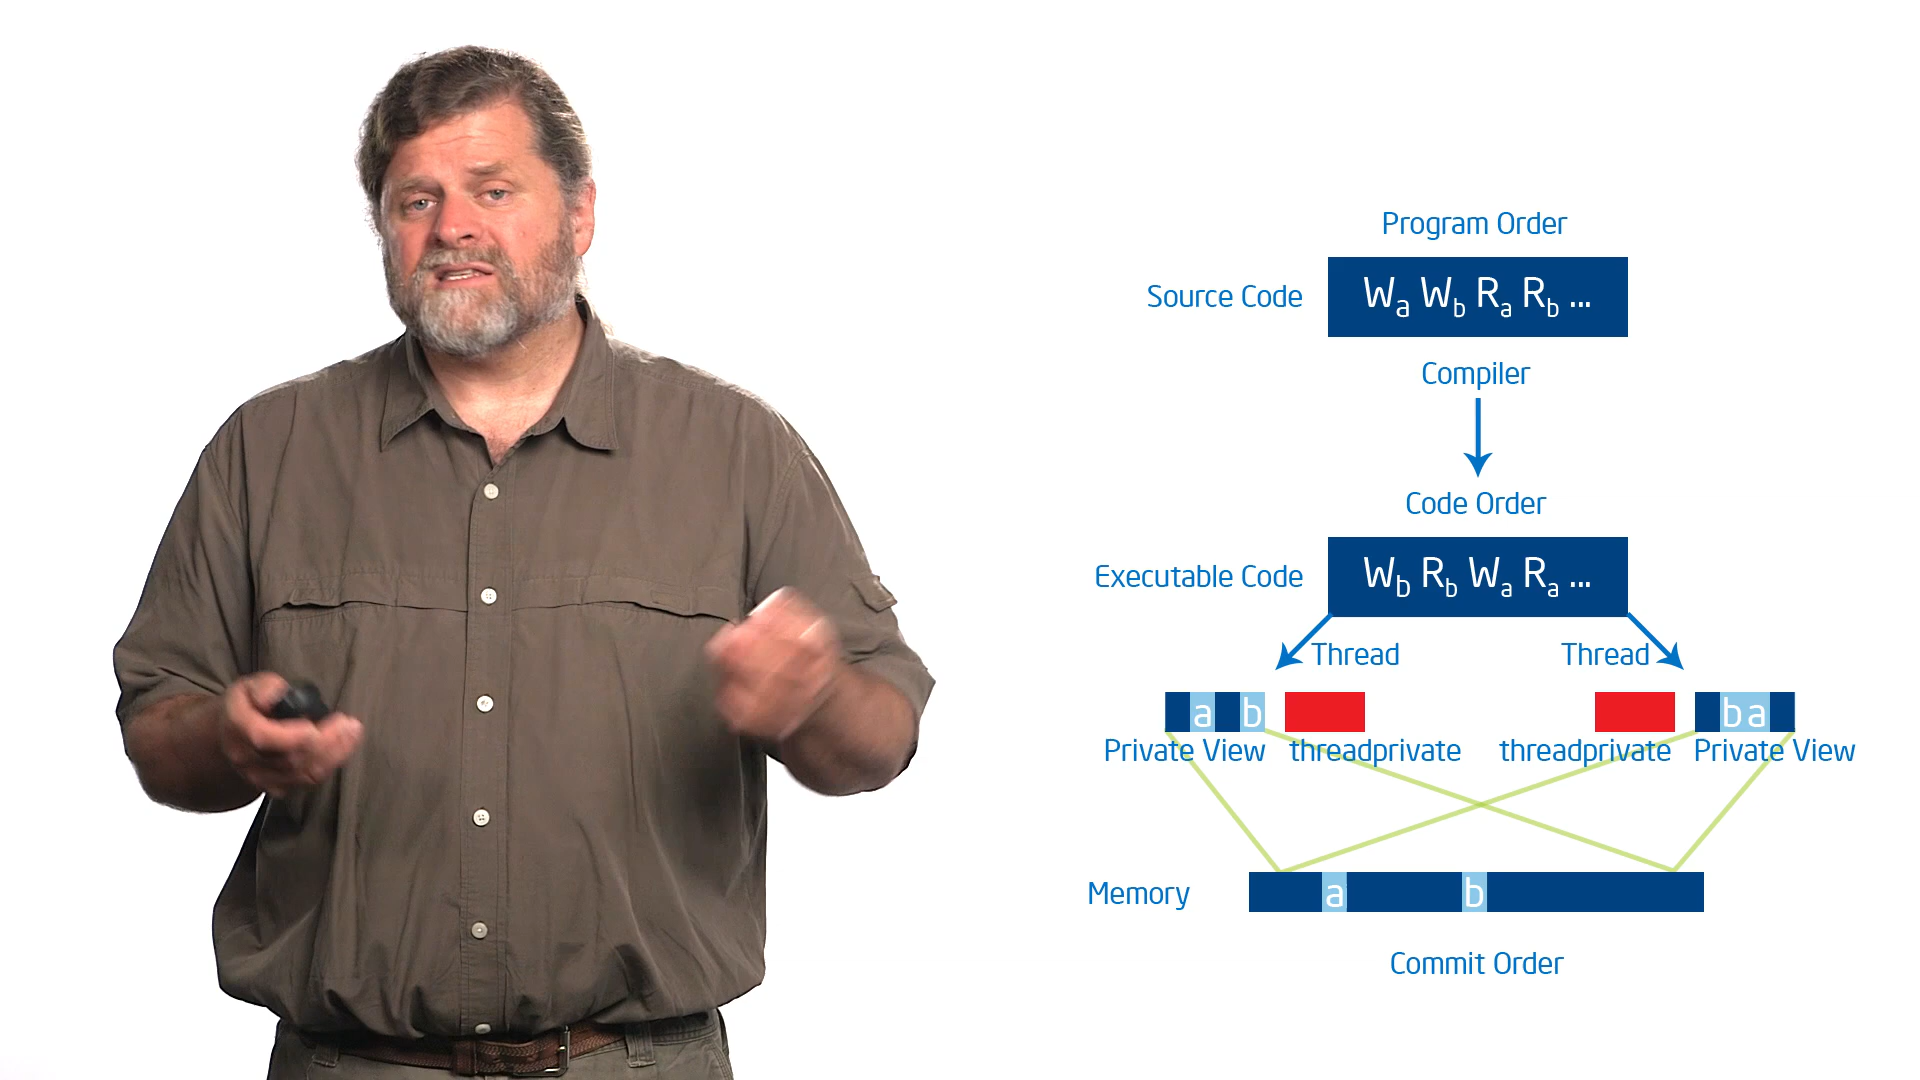 Program Order
Source Code
Wa Wb Ra Rb ...
Compiler
Code Order
Executable Code
Wb Rb Wa Ra ...
Thread Thread
a b b a
Private View threadprivate threadprivate Private View
Memory
a b
Commit Order